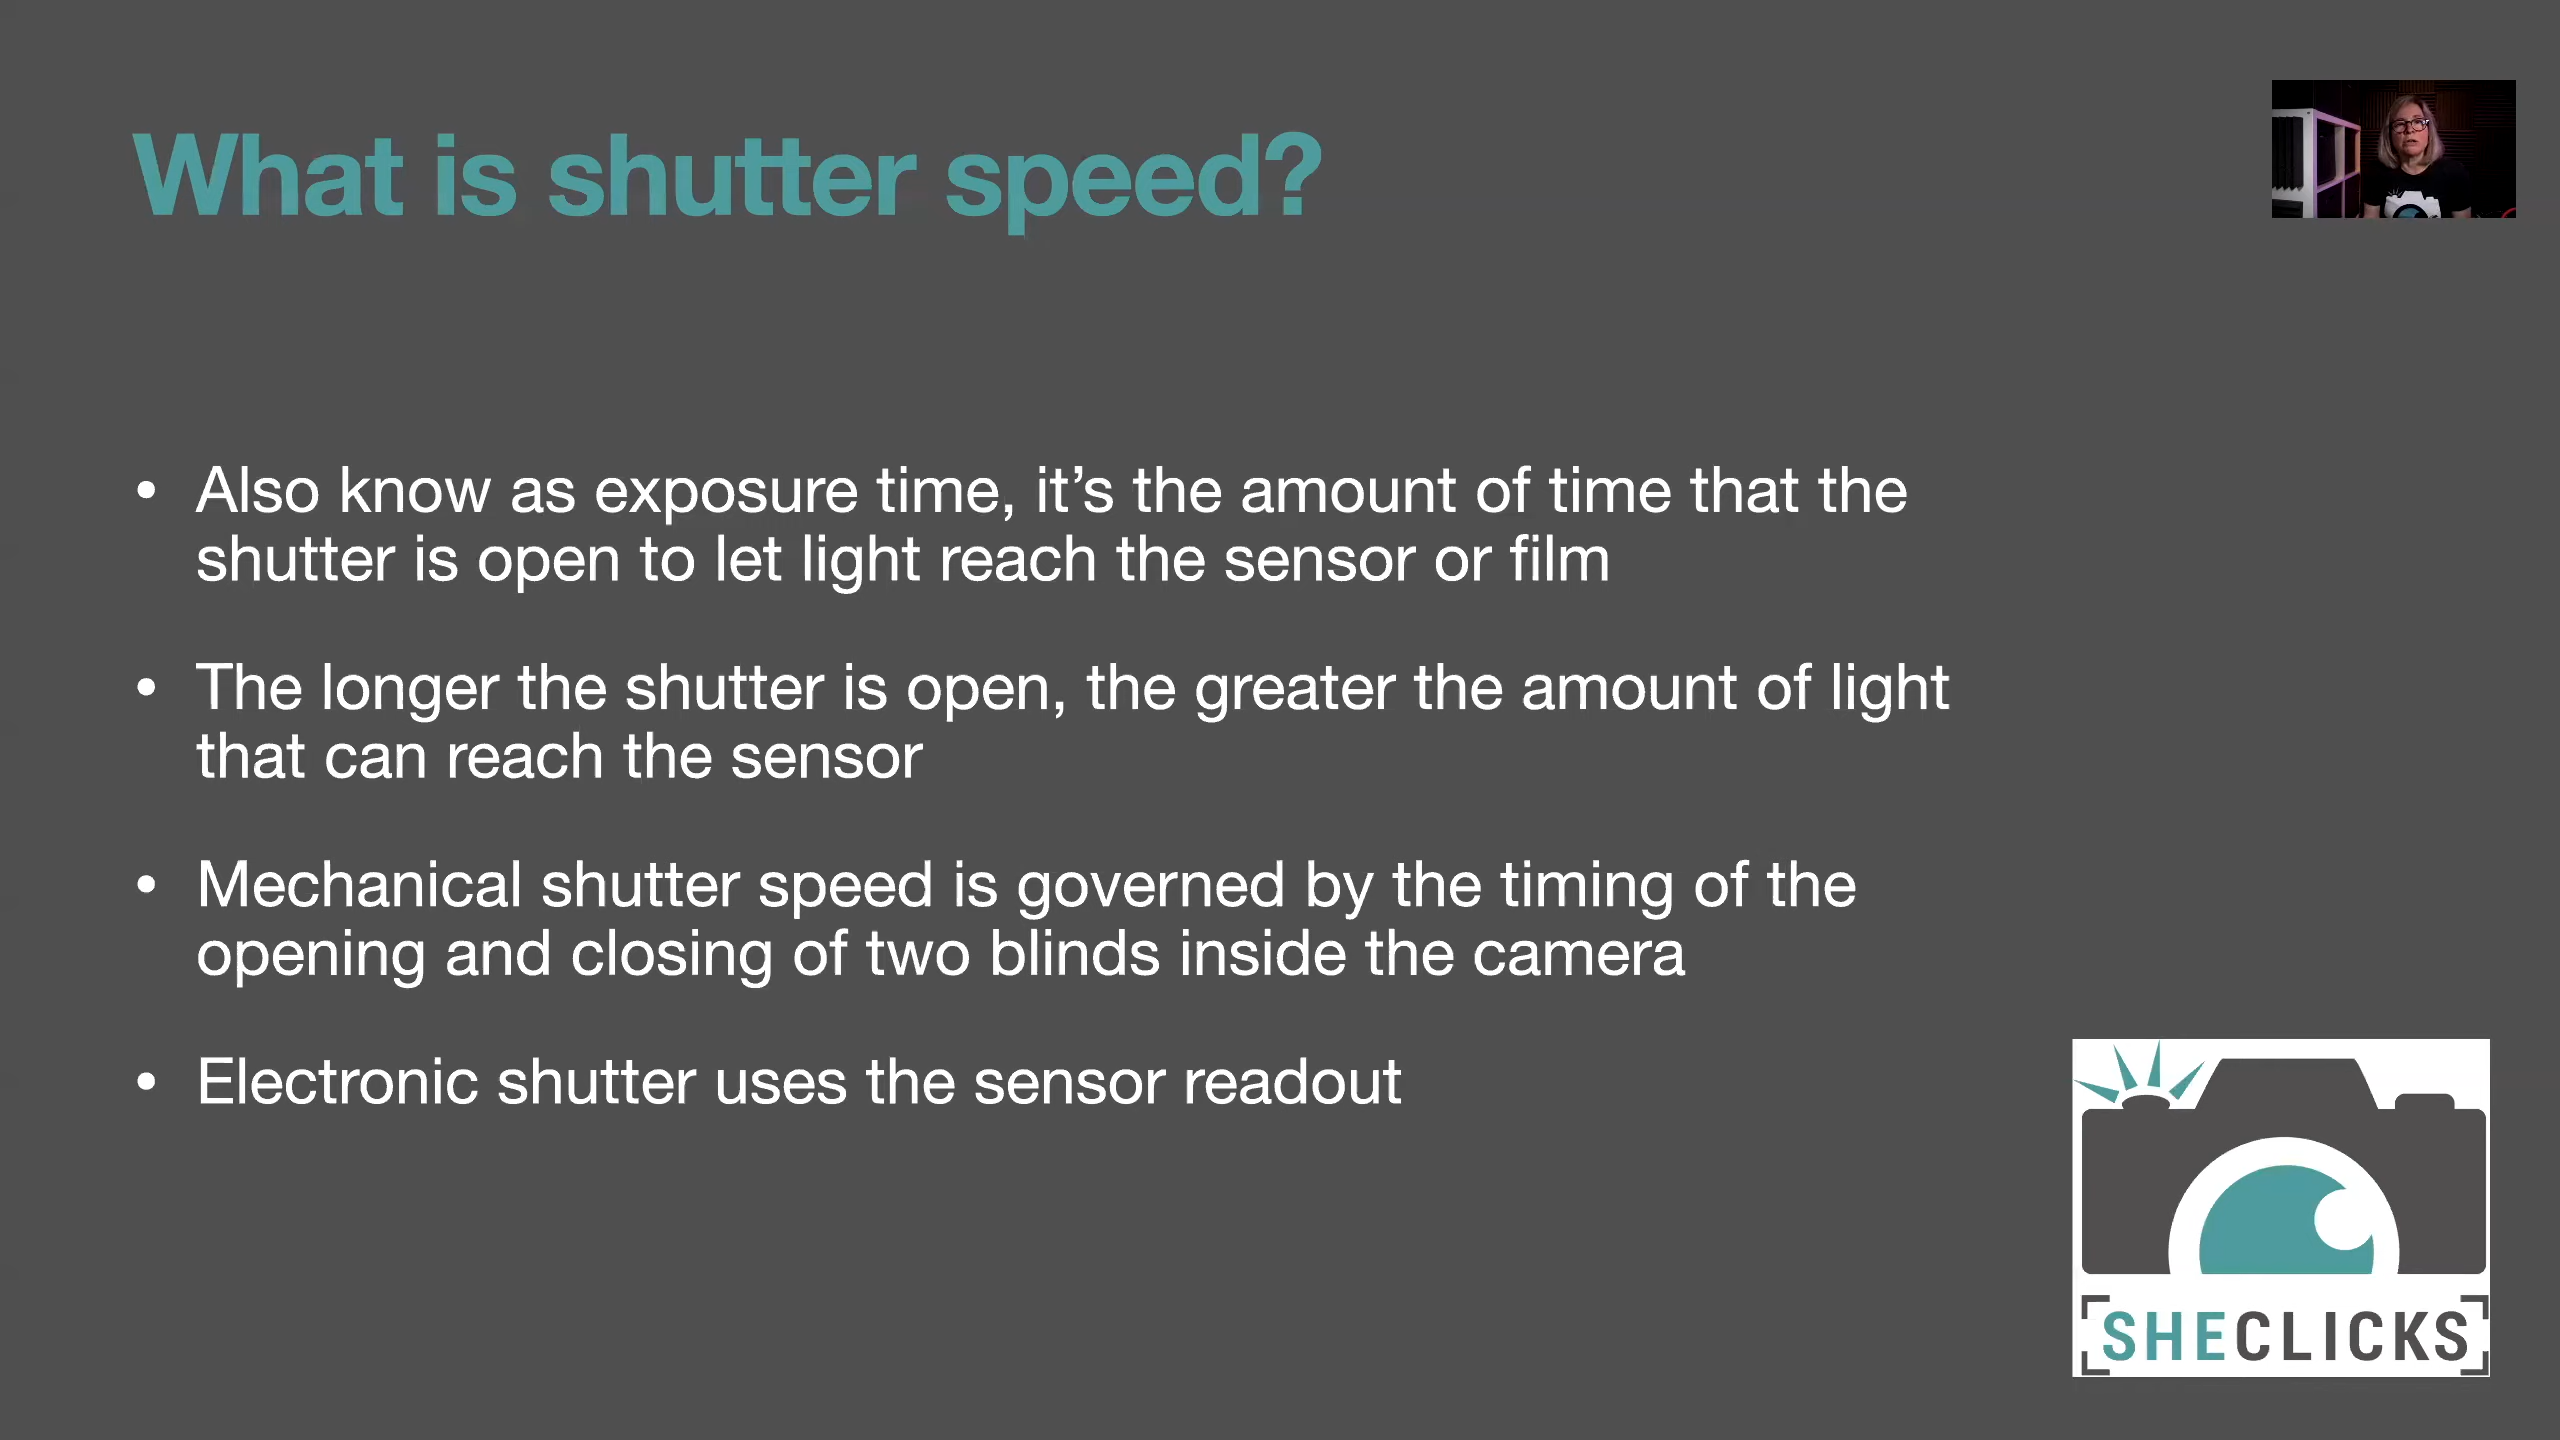 What is shutter speed?
• Also know as exposure time, it’s the amount of time that the
shutter is open to let light reach the sensor or film
• The longer the shutter is open, the greater the amount of light
that can reach the sensor
• Mechanical shutter speed is governed by the timing of the
opening and closing of two blinds inside the camera
• Electronic shutter uses the sensor readout
SHECLICKS